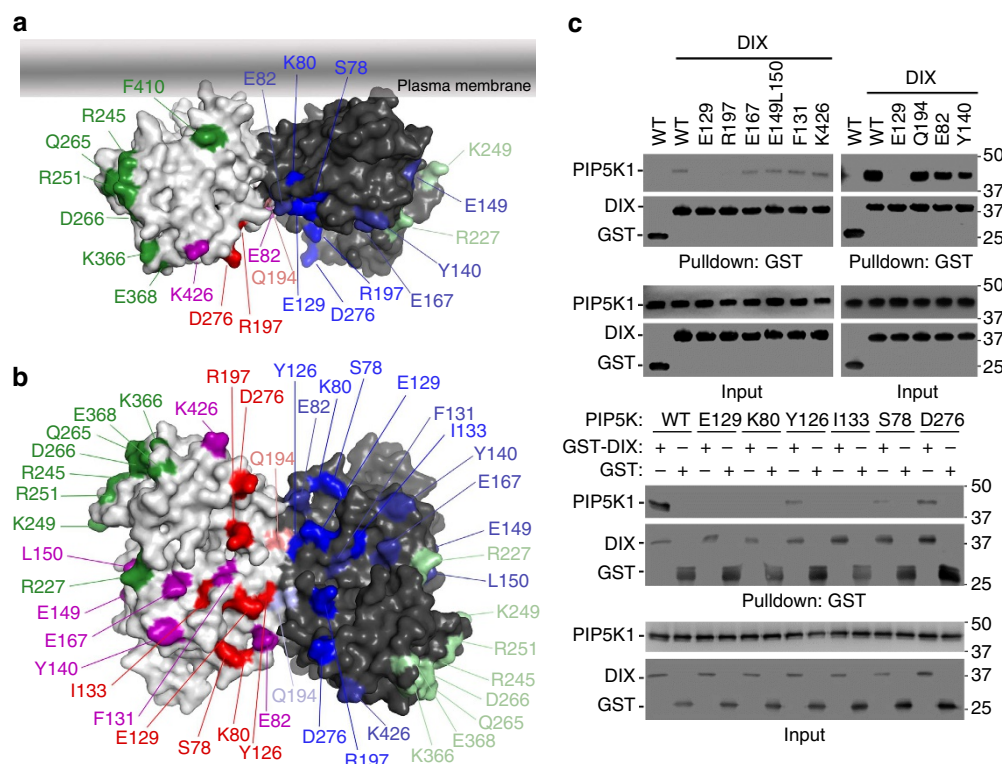 a
Plasma membrane
F410
R245
Q265
R251
D266
K366
E368
K426
D276
R197
E82
K80
S78
K249
E149
R227
Y140
E167
E82
Q194
E129
R197
D276
b
K366
E368
Q265
D266
R245
R251
K249
L150
R227
E149
E167
Y140
I133
F131
E129
S78
K80
Y126
E82
K426
R197
D276
Q194
Y126
E82
K80
S78
E129
F131
I133
Y140
E167
E149
R227
L150
K249
R251
R245
D266
Q265
E368
K366
K426
R197
D276
Q194
c
DIX
WT WT E129 R197 E167 E149L150 F131 K426
DIX
WT WT E129 Q194 E82 Y140
PIP5K1
50
37
DIX
37
GST
25
Pulldown: GST Pulldown: GST
PIP5K1
50
37
DIX
37
GST
25
Input Input
PIP5K: WT E129 K80 Y126 I133 S78 D276
GST-DIX: + – + – + – + – + – + – + –
GST: – + – + – + – + – + – + – +
PIP5K1
50
37
DIX
37
GST
25
Pulldown: GST
PIP5K1
50
37
DIX
37
GST
25
Input